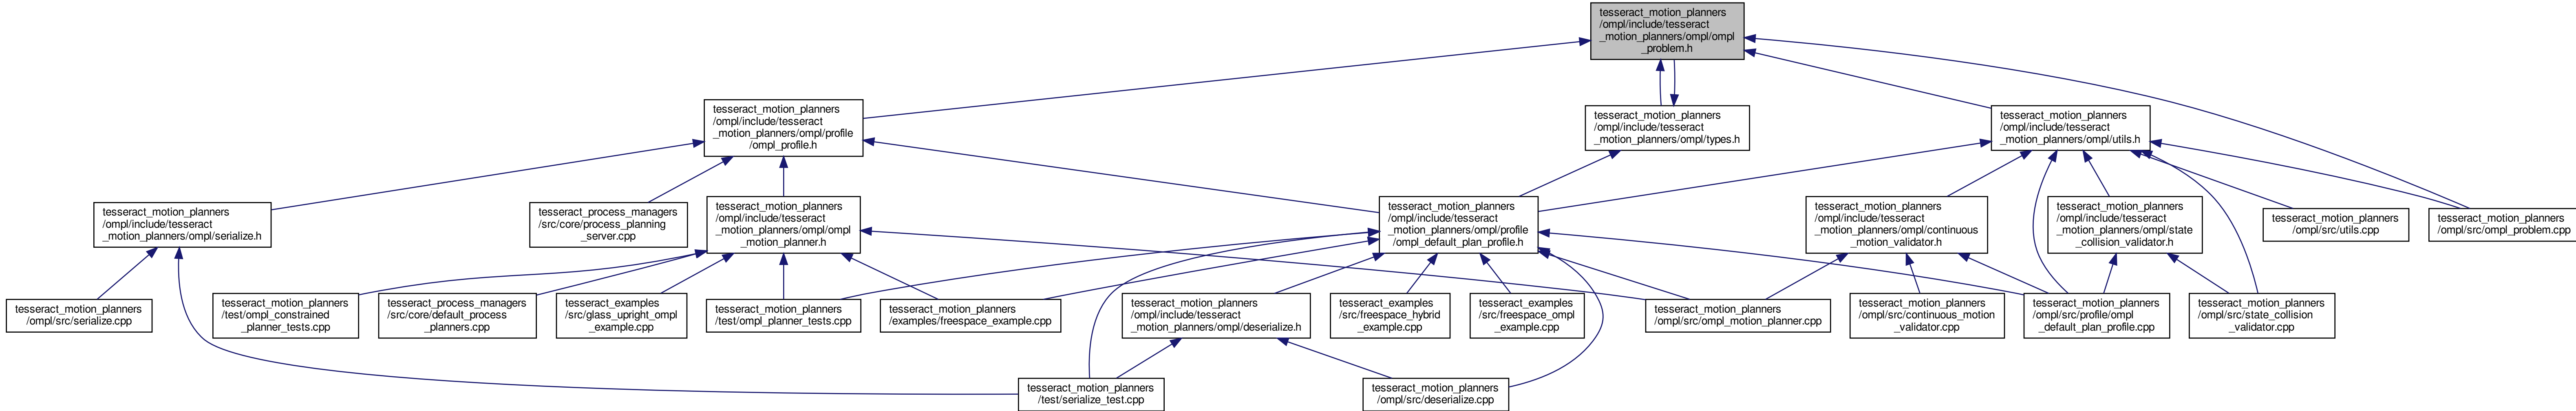 tesseract_motion_planners
/ompl/include/tesseract
_motion_planners/ompl/ompl
_problem.h
tesseract_motion_planners
/ompl/include/tesseract
_motion_planners/ompl/profile
/ompl_profile.h
tesseract_motion_planners
/ompl/include/tesseract
_motion_planners/ompl/types.h
tesseract_motion_planners
/ompl/include/tesseract
_motion_planners/ompl/utils.h
tesseract_motion_planners
/ompl/include/tesseract
_motion_planners/ompl/serialize.h
tesseract_process_managers
/src/core/process_planning
_server.cpp
tesseract_motion_planners
/ompl/include/tesseract
_motion_planners/ompl/ompl
_motion_planner.h
tesseract_motion_planners
/ompl/include/tesseract
_motion_planners/ompl/profile
/ompl_default_plan_profile.h
tesseract_motion_planners
/ompl/include/tesseract
_motion_planners/ompl/continuous
_motion_validator.h
tesseract_motion_planners
/ompl/include/tesseract
_motion_planners/ompl/state
_collision_validator.h
tesseract_motion_planners
/ompl/src/utils.cpp
tesseract_motion_planners
/ompl/src/ompl_problem.cpp
tesseract_motion_planners
/ompl/src/serialize.cpp
tesseract_motion_planners
/test/ompl_constrained
_planner_tests.cpp
tesseract_process_managers
/src/core/default_process
_planners.cpp
tesseract_examples
/src/glass_upright_ompl
_example.cpp
tesseract_motion_planners
/test/ompl_planner_tests.cpp
tesseract_motion_planners
/examples/freespace_example.cpp
tesseract_motion_planners
/ompl/include/tesseract
_motion_planners/ompl/deserialize.h
tesseract_examples
/src/freespace_hybrid
_example.cpp
tesseract_examples
/src/freespace_ompl
_example.cpp
tesseract_motion_planners
/ompl/src/ompl_motion_planner.cpp
tesseract_motion_planners
/ompl/src/continuous_motion
_validator.cpp
tesseract_motion_planners
/ompl/src/profile/ompl
_default_plan_profile.cpp
tesseract_motion_planners
/ompl/src/state_collision
_validator.cpp
tesseract_motion_planners
/test/serialize_test.cpp
tesseract_motion_planners
/ompl/src/deserialize.cpp